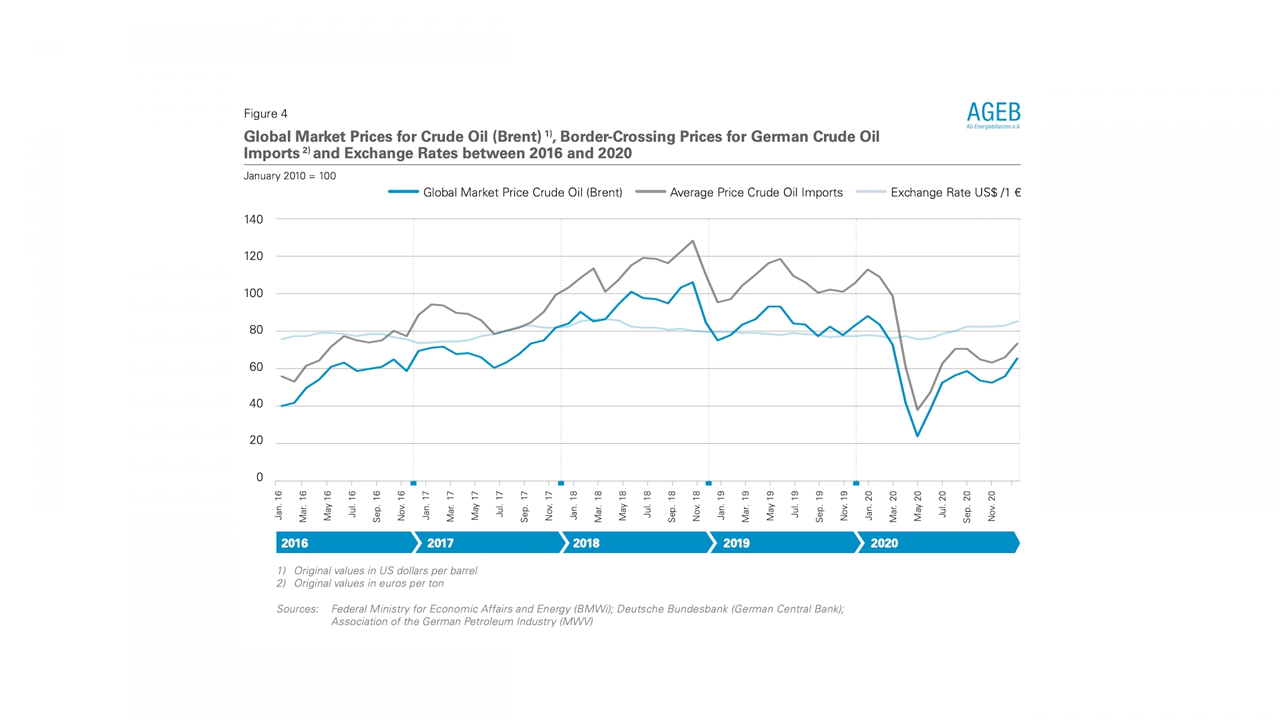 Figure 4
AGEB
AG Energiebilanzen e.V.
Global Market Prices for Crude Oil (Brent) 1), Border-Crossing Prices for German Crude Oil
Imports 2) and Exchange Rates between 2016 and 2020
January 2010 = 100
Global Market Price Crude Oil (Brent) Average Price Crude Oil Imports Exchange Rate US$ /1 €
140
120
100
80
60
40
20
0
Jan. 16 Mar. 16 May 16 Jul. 16 Sep. 16 Nov. 16 Jan. 17 Mar. 17 May 17 Jul. 17 Sep. 17 Nov. 17 Jan. 18 Mar. 18 May 18 Jul. 18 Sep. 18 Nov. 18 Jan. 19 Mar. 19 May 19 Jul. 19 Sep. 19 Nov. 19 Jan. 20 Mar. 20 May 20 Jul. 20 Sep. 20 Nov. 20
2016 2017 2018 2019 2020
1) Original values in US dollars per barrel
2) Original values in euros per ton
Sources: Federal Ministry for Economic Affairs and Energy (BMWi); Deutsche Bundesbank (German Central Bank);
Association of the German Petroleum Industry (MWV)